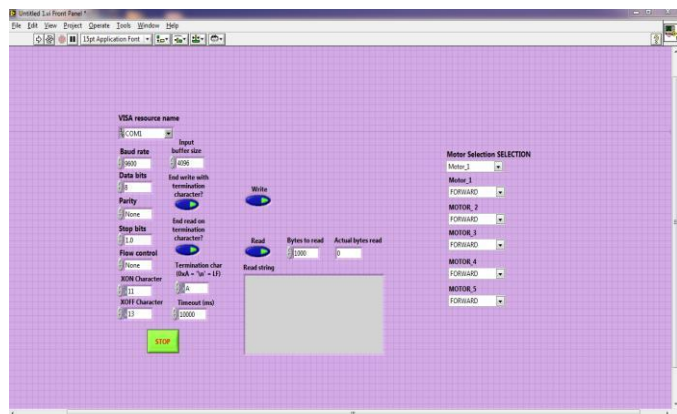 Untitled 1.vi Front Panel *
File Edit View Project Operate Tools Window Help
15pt Application Font
VISA resource name
COM1
Input
buffer size
Baud rate
9600
4096
Data bits
8
End write with
termination
character?
Parity
None
Stop bits
1.0
End read on
termination
character?
Flow control
None
Termination char
(0xA = '\n' = LF)
A
XON Character
11
XOFF Character
13
Timeout (ms)
10000
STOP
Write
Read
Bytes to read
1000
Actual bytes read
0
Read string
Motor Selection SELECTION
Motor_1
Motor_1
FORWARD
MOTOR_ 2
FORWARD
MOTOR_3
FORWARD
MOTOR_4
FORWARD
MOTOR_5
FORWARD